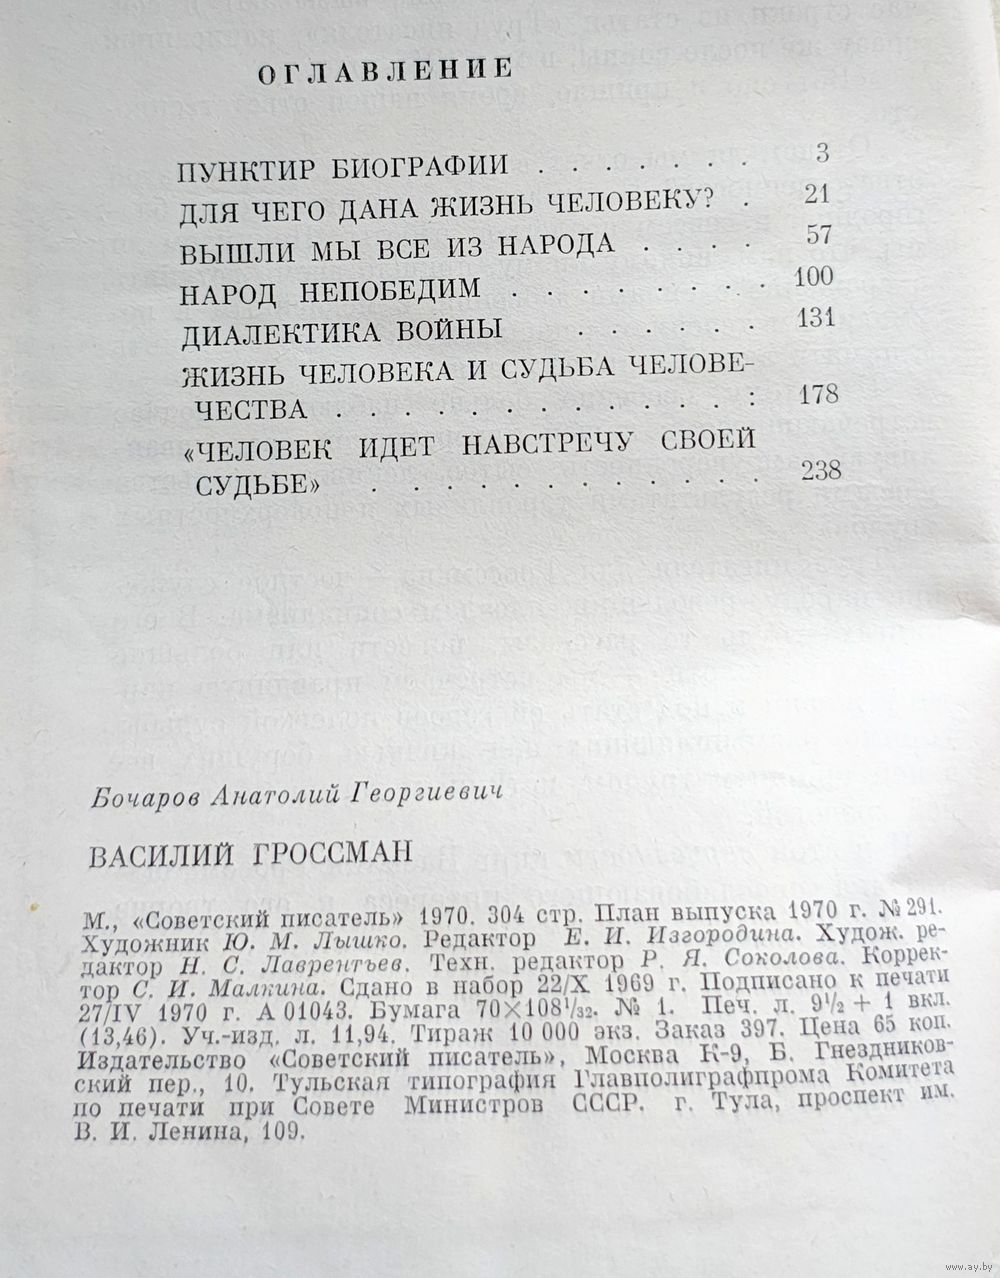 ОГЛАВЛЕНИЕ
ПУНКТИР БИОГРАФИИ . . . . . . . 3
ДЛЯ ЧЕГО ДАНА ЖИЗНЬ ЧЕЛОВЕКУ? . 21
ВЫШЛИ МЫ ВСЕ ИЗ НАРОДА . . . . 57
НАРОД НЕПОБЕДИМ . . . . . . . . 100
ДИАЛЕКТИКА ВОЙНЫ . . . . . . . 131
ЖИЗНЬ ЧЕЛОВЕКА И СУДЬБА ЧЕЛОВЕ-
ЧЕСТВА . . . . . . . . . . . . : 178
«ЧЕЛОВЕК ИДЕТ НАВСТРЕЧУ СВОЕЙ
СУДЬБЕ» . . . . . . . . . . . 238
Бочаров Анатолий Георгиевич
ВАСИЛИЙ ГРОССМАН
М., «Советский писатель» 1970. 304 стр. План выпуска 1970 г. № 291.
Художник Ю. М. Лышко. Редактор Е. И. Изгородина. Худож. ре-
дактор Н. С. Лаврентьев. Техн. редактор Р. Я. Соколова. Коррек-
тор С. И. Малкина. Сдано в набор 22/X 1969 г. Подписано к печати
27/IV 1970 г. А 01043. Бумага 70×108¹/₃₂. № 1. Печ. л. 9¹/₂ + 1 вкл.
(13,46). Уч.-изд. л. 11,94. Тираж 10 000 экз. Заказ 397. Цена 65 коп.
Издательство «Советский писатель», Москва К-9, Б. Гнездников-
ский пер., 10. Тульская типография Главполиграфпрома Комитета
по печати при Совете Министров СССР. г. Тула, проспект им.
В. И. Ленина, 109.
www.ay.by